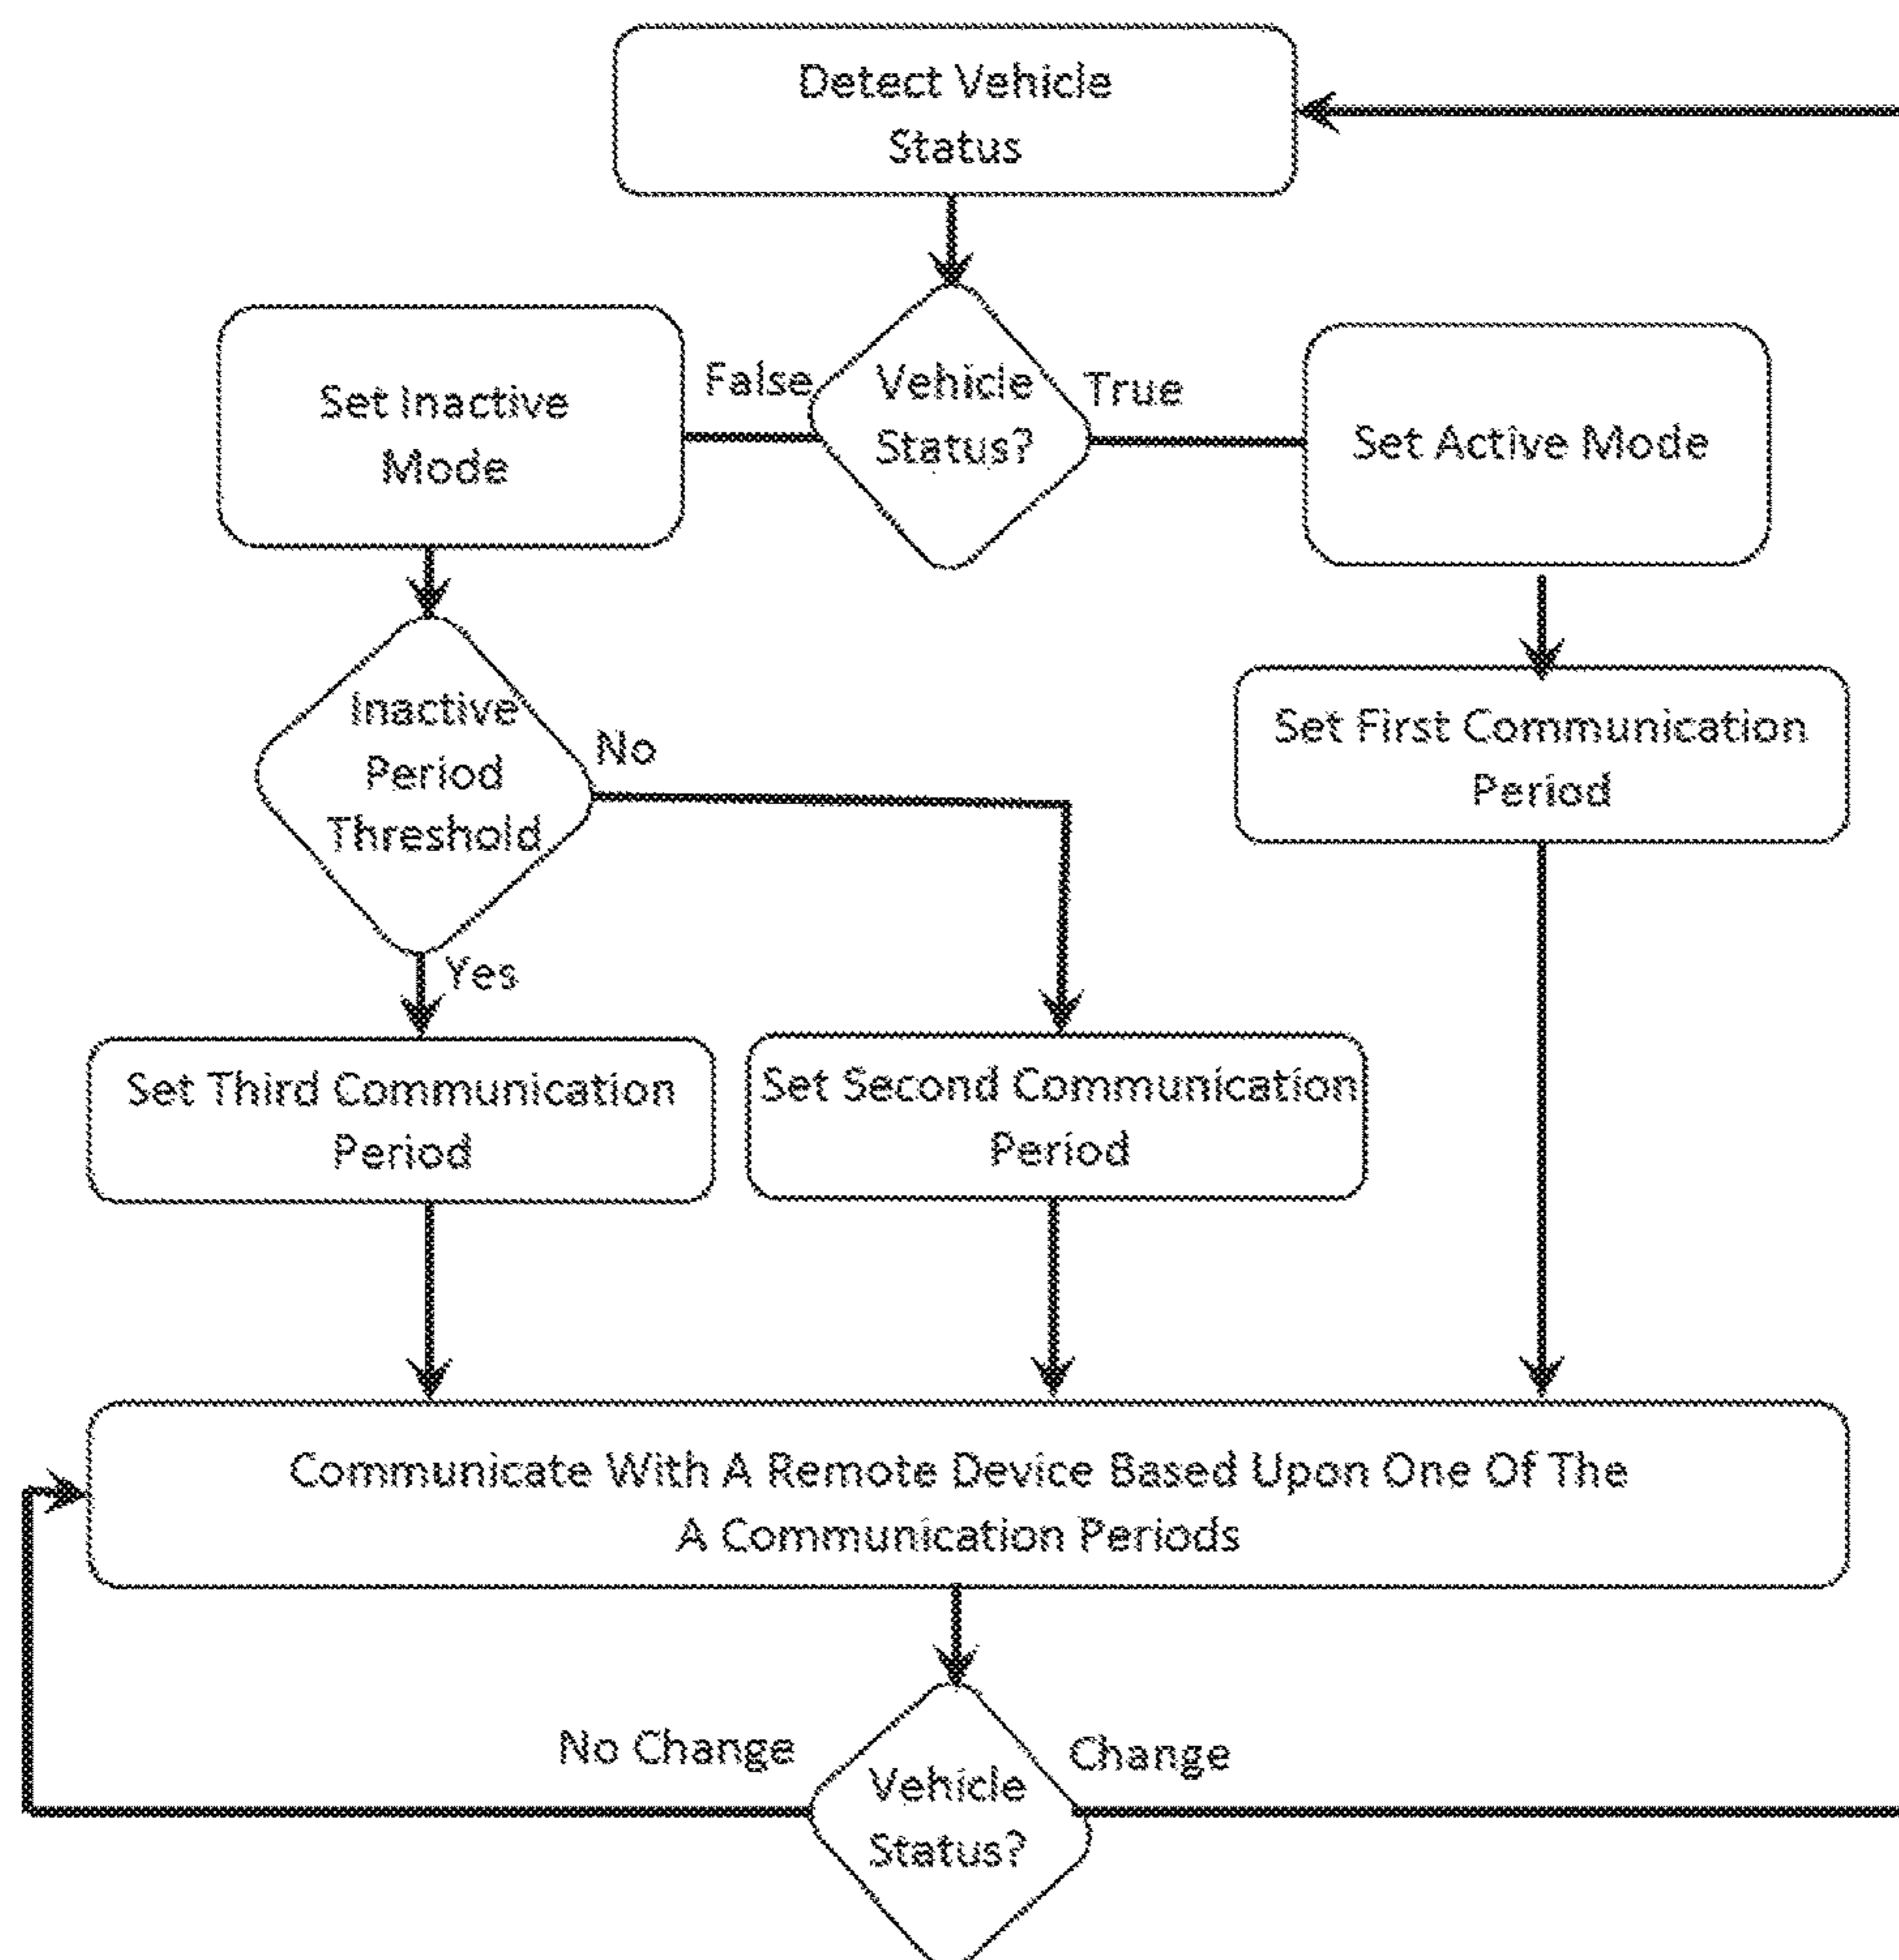 Detect Vehicle
Status
False
Vehicle
Status?
True
Set Inactive
Mode
Set Active Mode
Inactive
Period
Threshold
No
Yes
Set First Communication
Period
Set Third Communication
Period
Set Second Communication
Period
Communicate With A Remote Device Based Upon One Of The
A Communication Periods
No Change
Vehicle
Status?
Change